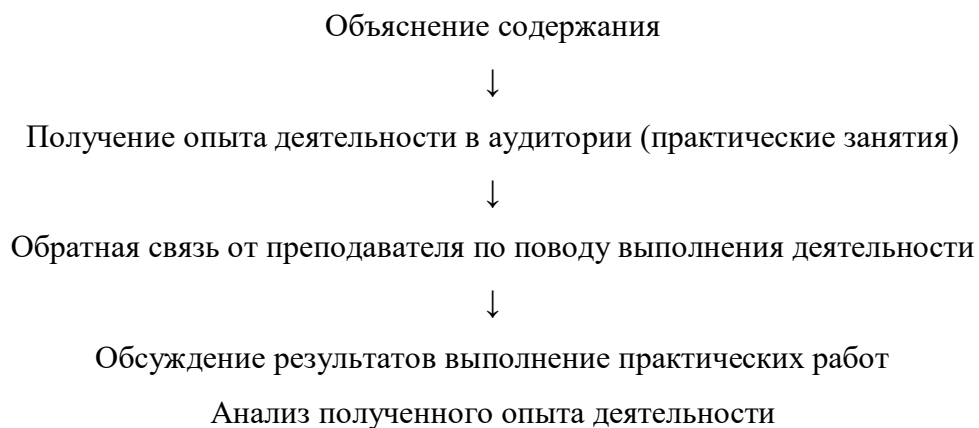 Объяснение содержания
↓
Получение опыта деятельности в аудитории (практические занятия)
↓
Обратная связь от преподавателя по поводу выполнения деятельности
↓
Обсуждение результатов выполнение практических работ
Анализ полученного опыта деятельности